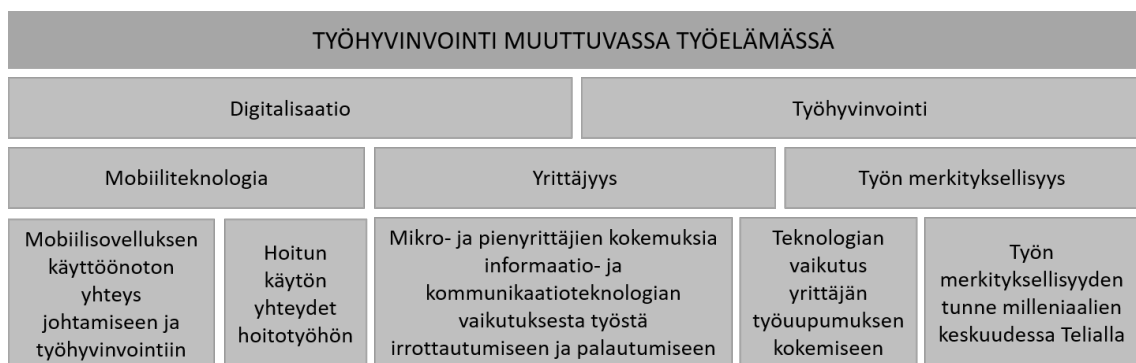 TYÖHYVINVOINTI MUUTTUVASSA TYÖELÄMÄSSÄ
Digitalisaatio
Työhyvinvointi
Mobiiliteknologia
Yrittäjyys
Työn merkityksellisyys
Mobiilisovelluksen
käyttöönoton
yhteys
johtamiseen ja
työhyvinvointiin
Hoitun
käytön
yhteydet
hoitotyöhön
Mikro- ja pienyrittäjien kokemuksia
informaatio- ja
kommunikaatioteknologian
vaikutuksesta työstä
irrottautumiseen ja palautumiseen
Teknologian
vaikutus
yrittäjän
työuupumuksen
kokemiseen
Työn
merkityksellisyyden
tunne milleniaalien
keskuudessa Telialla